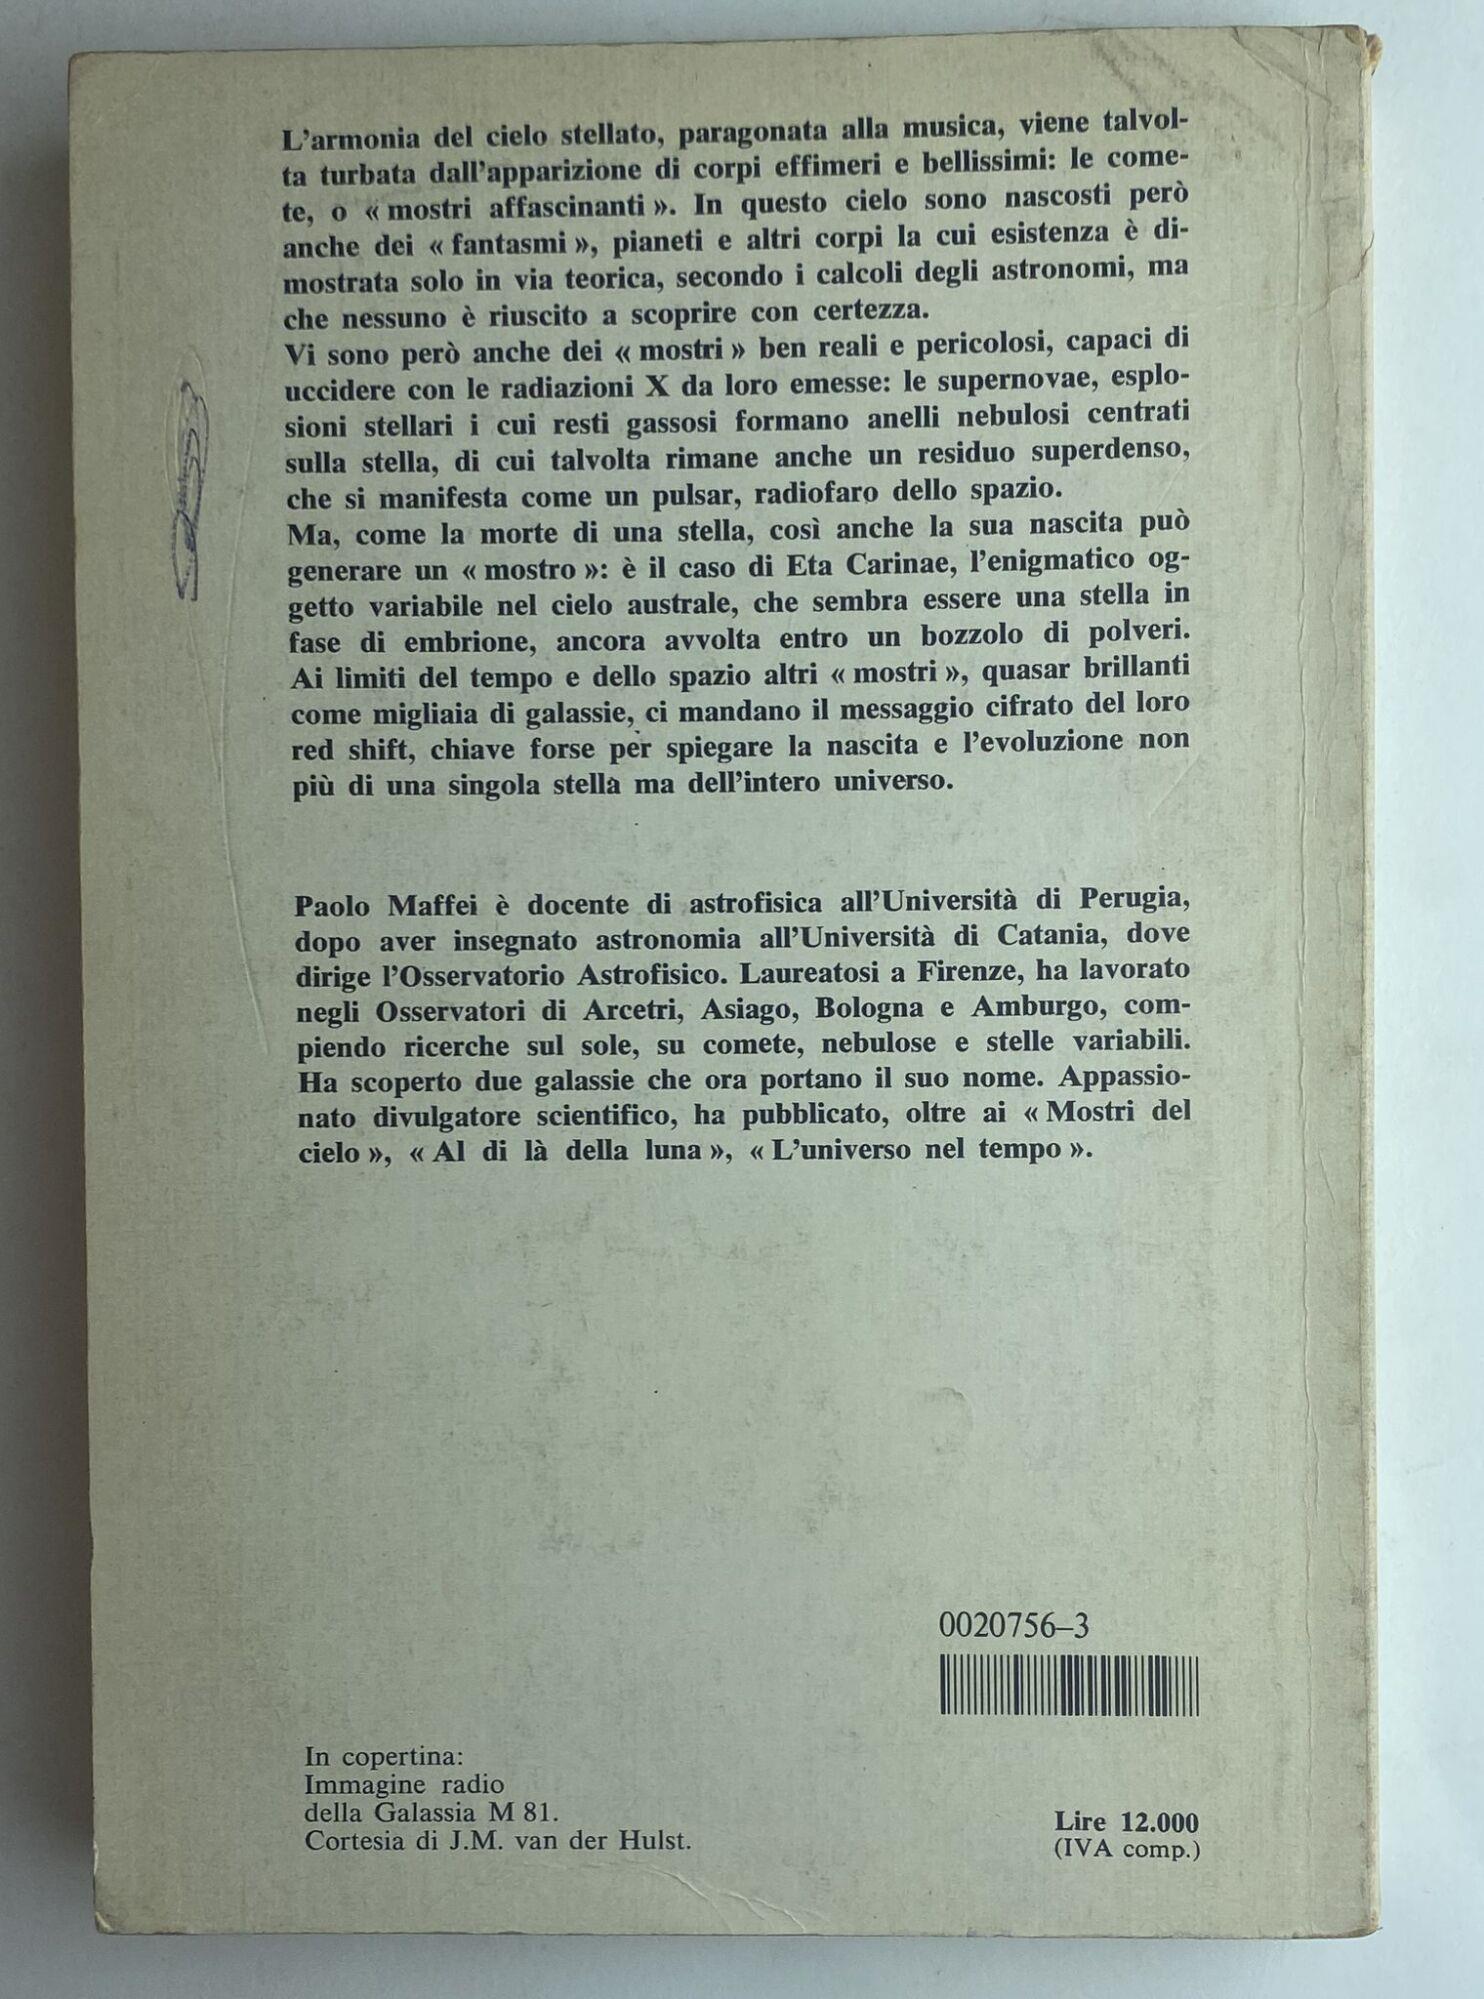 L'armonia del cielo stellato, paragonata alla musica, viene talvol-
ta turbata dall'apparizione di corpi effimeri e bellissimi: le come-
te, o « mostri affascinanti ». In questo cielo sono nascosti però
anche dei « fantasmi », pianeti e altri corpi la cui esistenza è di-
mostrata solo in via teorica, secondo i calcoli degli astronomi, ma
che nessuno è riuscito a scoprire con certezza.
Vi sono però anche dei « mostri » ben reali e pericolosi, capaci di
uccidere con le radiazioni X da loro emesse: le supernovae, esplo-
sioni stellari i cui resti gassosi formano anelli nebulosi centrati
sulla stella, di cui talvolta rimane anche un residuo superdenso,
che si manifesta come un pulsar, radiofaro dello spazio.
Ma, come la morte di una stella, così anche la sua nascita può
generare un « mostro »: è il caso di Eta Carinae, l'enigmatico og-
getto variabile nel cielo australe, che sembra essere una stella in
fase di embrione, ancora avvolta entro un bozzolo di polveri.
Ai limiti del tempo e dello spazio altri « mostri », quasar brillanti
come migliaia di galassie, ci mandano il messaggio cifrato del loro
red shift, chiave forse per spiegare la nascita e l'evoluzione non
più di una singola stella ma dell'intero universo.
Paolo Maffei è docente di astrofisica all'Università di Perugia,
dopo aver insegnato astronomia all'Università di Catania, dove
dirige l'Osservatorio Astrofisico. Laureatosi a Firenze, ha lavorato
negli Osservatori di Arcetri, Asiago, Bologna e Amburgo, com-
piendo ricerche sul sole, su comete, nebulose e stelle variabili.
Ha scoperto due galassie che ora portano il suo nome. Appassio-
nato divulgatore scientifico, ha pubblicato, oltre ai « Mostri del
cielo », « Al di là della luna », « L'universo nel tempo ».
0020756-3
In copertina:
Immagine radio
della Galassia M 81.
Cortesia di J.M. van der Hulst.
Lire 12.000
(IVA comp.)